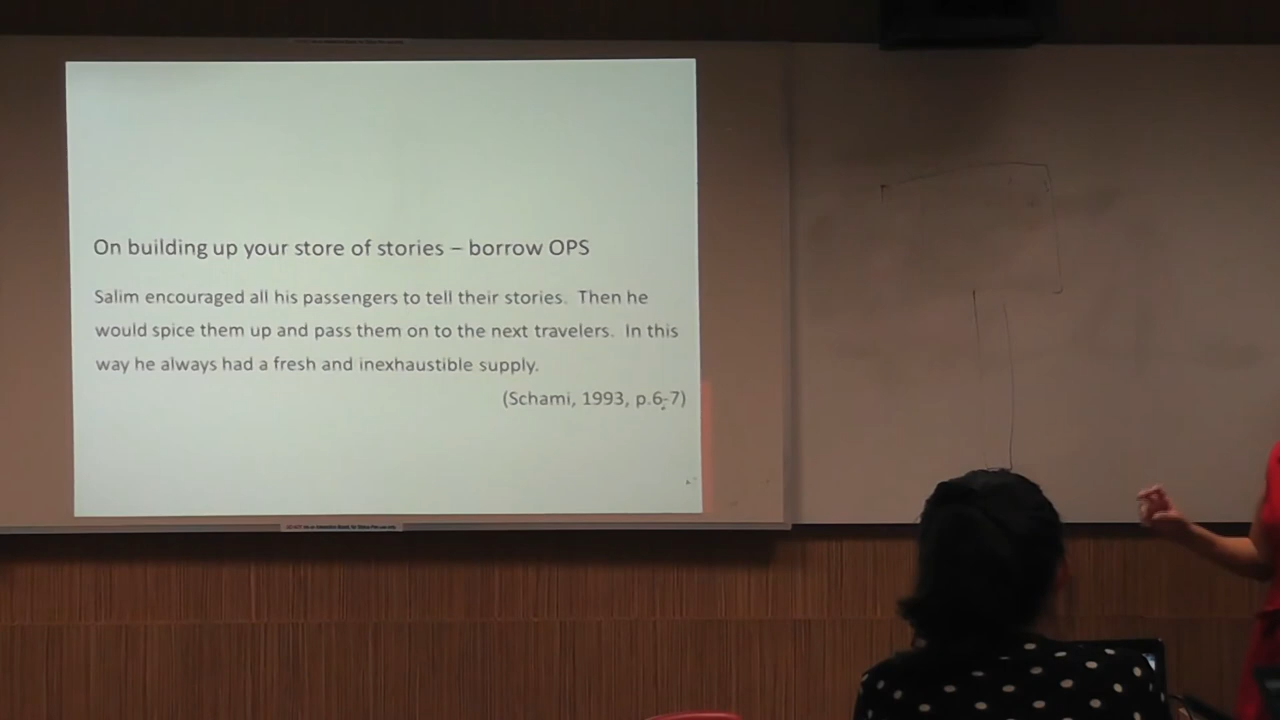 On building up your store of stories – borrow OPS
Salim encouraged all his passengers to tell their stories.  Then he
would spice them up and pass them on to the next travelers.  In this
way he always had a fresh and inexhaustible supply.
(Schami, 1993, p.6-7)